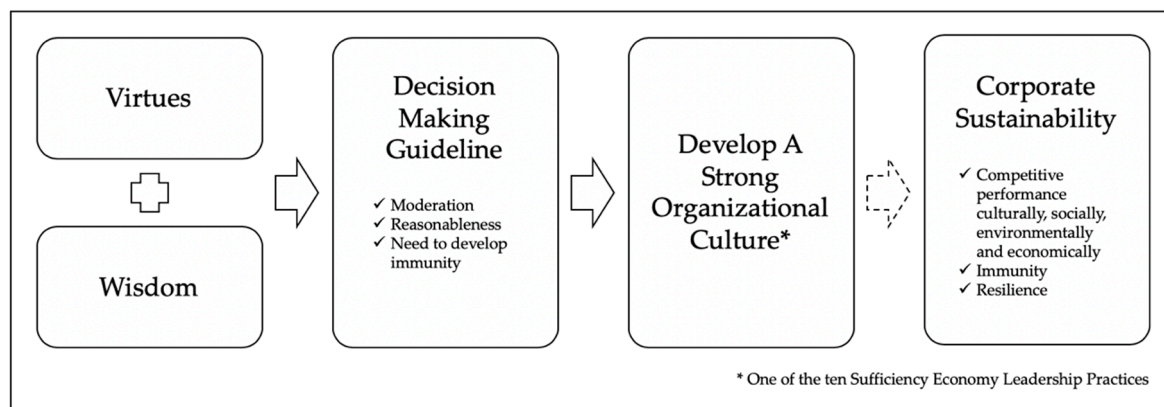 Virtues
Wisdom
Decision
Making
Guideline
✓ Moderation
✓ Reasonableness
✓ Need to develop
immunity
Develop A
Strong
Organizational
Culture*
Corporate
Sustainability
✓ Competitive
performance
culturally, socially,
environmentally
and economically
✓ Immunity
✓ Resilience
* One of the ten Sufficiency Economy Leadership Practices